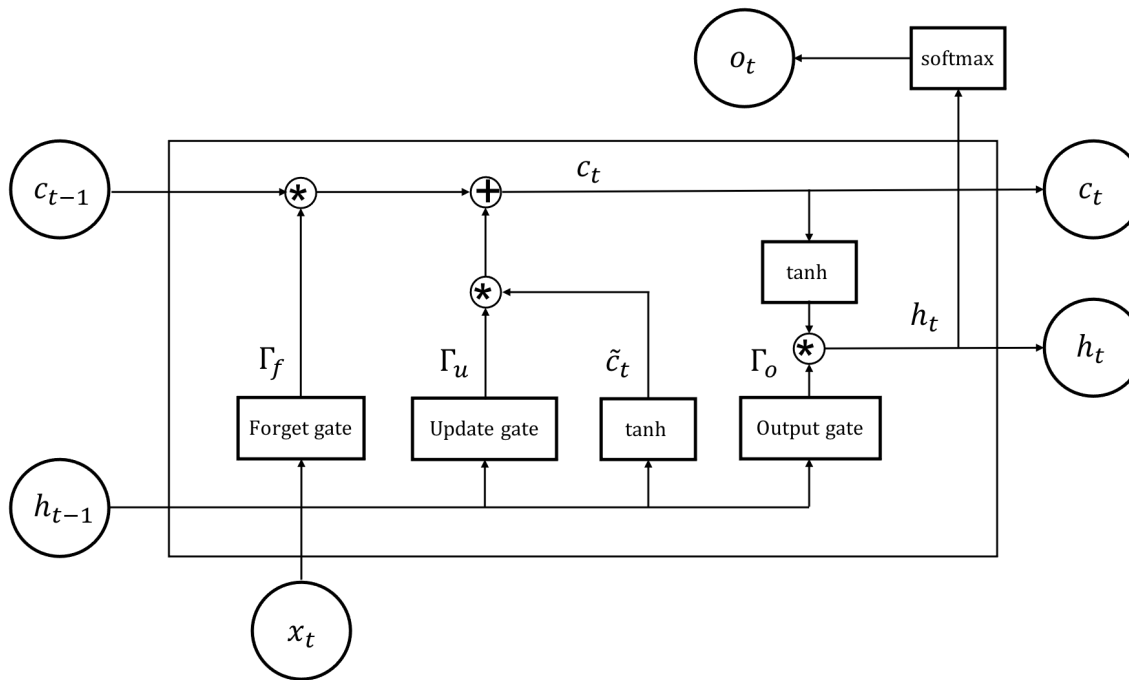 o_t
softmax
c_{t−1}
*
+
c_t
c_t
tanh
*
Γ_f
Γ_u
c̃_t
Γ_o
*
h_t
h_t
Forget gate
Update gate
tanh
Output gate
h_{t−1}
x_t